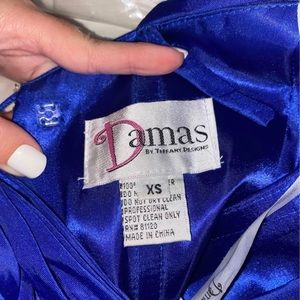 Damas
BY TIFFANY DESIGNS
XS
DO NOT DRY CLEAN
PROFESSIONAL
SPOT CLEAN ONLY
RN# 81120
MADE IN CHINA